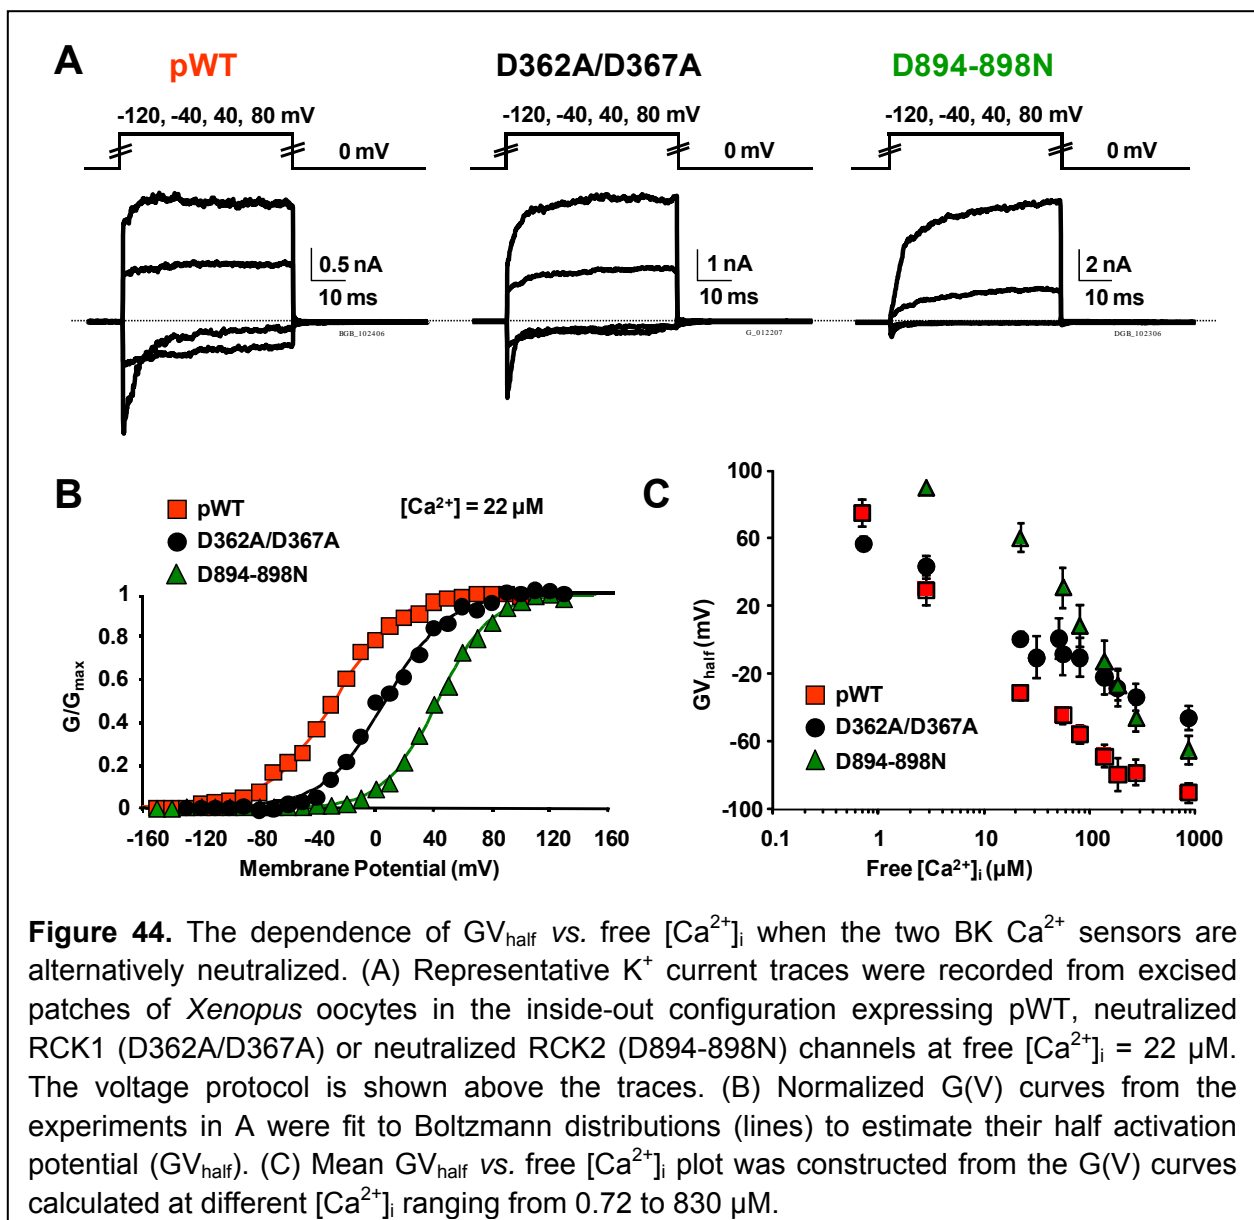 A
pWT
D362A/D367A
D894-898N
-120, -40, 40, 80 mV
-120, -40, 40, 80 mV
-120, -40, 40, 80 mV
0 mV
0 mV
0 mV
0.5 nA
10 ms
1 nA
10 ms
2 nA
10 ms
BGB_102406
G_012207
DGB_102306
B
pWT
D362A/D367A
D894-898N
[Ca²⁺] = 22 µM
G/Gmax
1
0.8
0.6
0.4
0.2
0
-160 -120 -80 -40 0 40 80 120 160
Membrane Potential (mV)
C
GVhalf (mV)
100
60
20
-20
-60
-100
pWT
D362A/D367A
D894-898N
0.1 1 10 100 1000
Free [Ca²⁺]i (µM)
Figure 44. The dependence of GVhalf vs. free [Ca²⁺]i when the two BK Ca²⁺ sensors are
alternatively neutralized. (A) Representative K⁺ current traces were recorded from excised
patches of Xenopus oocytes in the inside-out configuration expressing pWT, neutralized
RCK1 (D362A/D367A) or neutralized RCK2 (D894-898N) channels at free [Ca²⁺]i = 22 µM.
The voltage protocol is shown above the traces. (B) Normalized G(V) curves from the
experiments in A were fit to Boltzmann distributions (lines) to estimate their half activation
potential (GVhalf). (C) Mean GVhalf vs. free [Ca²⁺]i plot was constructed from the G(V) curves
calculated at different [Ca²⁺]i ranging from 0.72 to 830 µM.